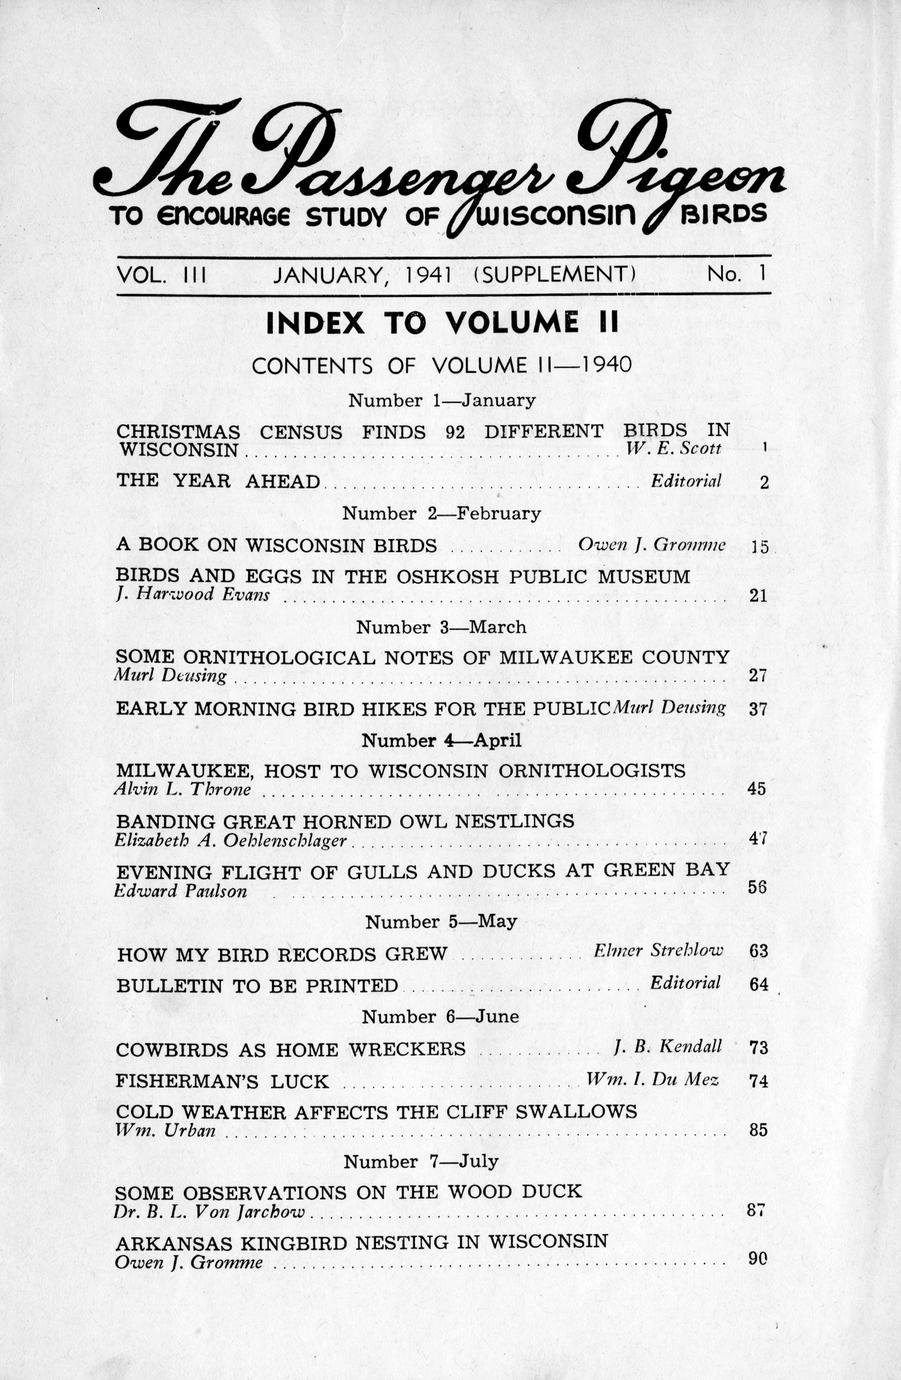 The Passenger Pigeon
TO ENCOURAGE STUDY OF WISCONSIN BIRDS
VOL. III JANUARY, 1941 (SUPPLEMENT) No. 1
INDEX TO VOLUME II
CONTENTS OF VOLUME II—1940
Number 1—January
CHRISTMAS CENSUS FINDS 92 DIFFERENT BIRDS IN
WISCONSIN W. E. Scott 1
THE YEAR AHEAD Editorial 2
Number 2—February
A BOOK ON WISCONSIN BIRDS Owen J. Gromme 15
BIRDS AND EGGS IN THE OSHKOSH PUBLIC MUSEUM
J. Harwood Evans 21
Number 3—March
SOME ORNITHOLOGICAL NOTES OF MILWAUKEE COUNTY
Murl Deusing 27
EARLY MORNING BIRD HIKES FOR THE PUBLIC Murl Deusing 37
Number 4—April
MILWAUKEE, HOST TO WISCONSIN ORNITHOLOGISTS
Alvin L. Throne 45
BANDING GREAT HORNED OWL NESTLINGS
Elizabeth A. Oehlenschlager 47
EVENING FLIGHT OF GULLS AND DUCKS AT GREEN BAY
Edward Paulson 56
Number 5—May
HOW MY BIRD RECORDS GREW Elmer Strehlow 63
BULLETIN TO BE PRINTED Editorial 64
Number 6—June
COWBIRDS AS HOME WRECKERS J. B. Kendall 73
FISHERMAN'S LUCK Wm. I. Du Mez 74
COLD WEATHER AFFECTS THE CLIFF SWALLOWS
Wm. Urban 85
Number 7—July
SOME OBSERVATIONS ON THE WOOD DUCK
Dr. B. L. Von Jarchow 87
ARKANSAS KINGBIRD NESTING IN WISCONSIN
Owen J. Gromme 90